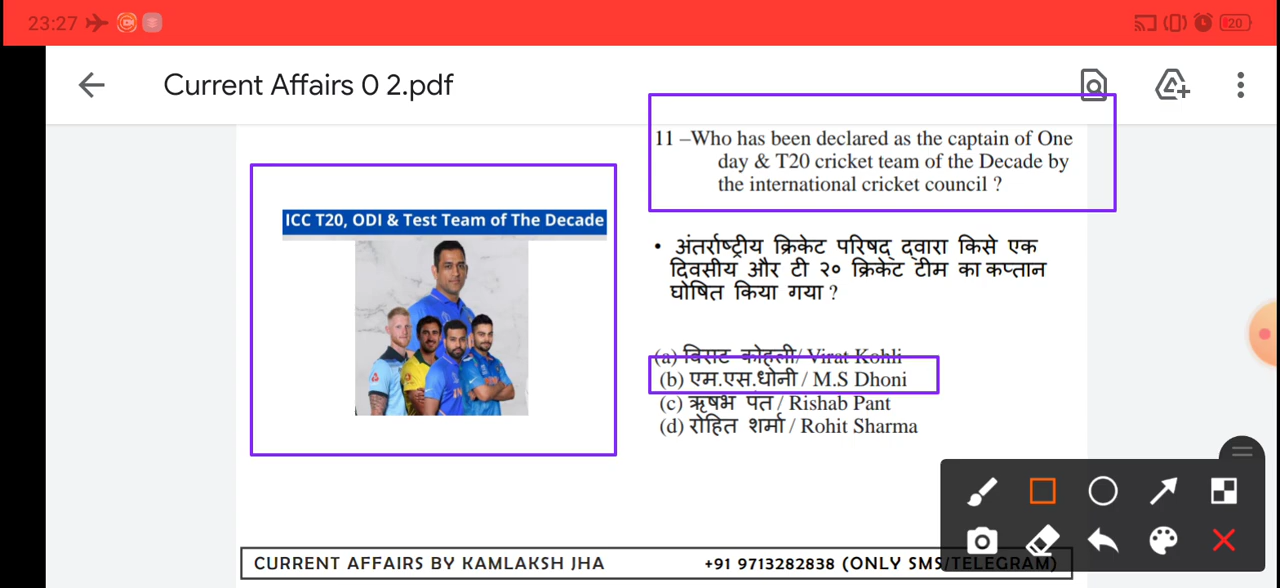 23:27
20
Current Affairs 0 2.pdf
11 –Who has been declared as the captain of One
day & T20 cricket team of the Decade by
the international cricket council ?
ICC T20, ODI & Test Team of The Decade
• अंतर्राष्ट्रीय क्रिकेट परिषद् द्वारा किसे एक
दिवसीय और टी २० क्रिकेट टीम का कप्तान
घोषित किया गया ?
(a) विराट कोहली/ Virat Kohli
(b) एम.एस.धोनी / M.S Dhoni
(c) ऋषभ पंत / Rishab Pant
(d) रोहित शर्मा / Rohit Sharma
CURRENT AFFAIRS BY KAMLAKSH JHA +91 9713282838 (ONLY SMS/TELEGRAM)